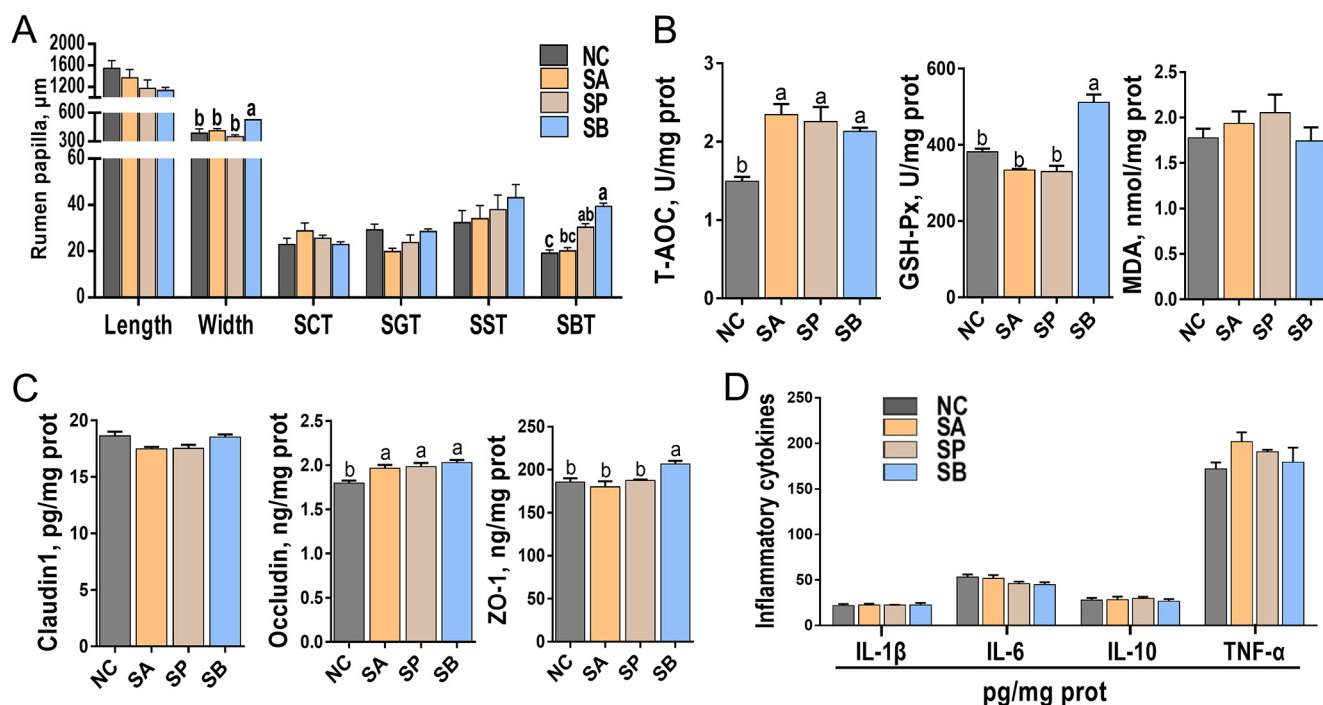 A
Rumen papilla, μm
2000
1600
1200
600
300
60
40
20
0
b b b a
c bc ab a
Length Width SCT SGT SST SBT
NC
SA
SP
SB
B
T-AOC, U/mg prot
3
2
1
0
b a a a
NC SA SP SB
GSH-Px, U/mg prot
600
400
200
0
b b b a
NC SA SP SB
MDA, nmol/mg prot
2.5
2.0
1.5
1.0
0.5
0.0
NC SA SP SB
C
Claudin1, pg/mg prot
20
15
10
5
0
NC SA SP SB
Occludin, ng/mg prot
2.5
2.0
1.5
1.0
0.5
0.0
b a a a
NC SA SP SB
ZO-1, ng/mg prot
250
200
150
100
50
0
b b b a
NC SA SP SB
D
Inflammatory cytokines
250
200
150
100
50
0
NC
SA
SP
SB
IL-1β IL-6 IL-10 TNF-α
pg/mg prot